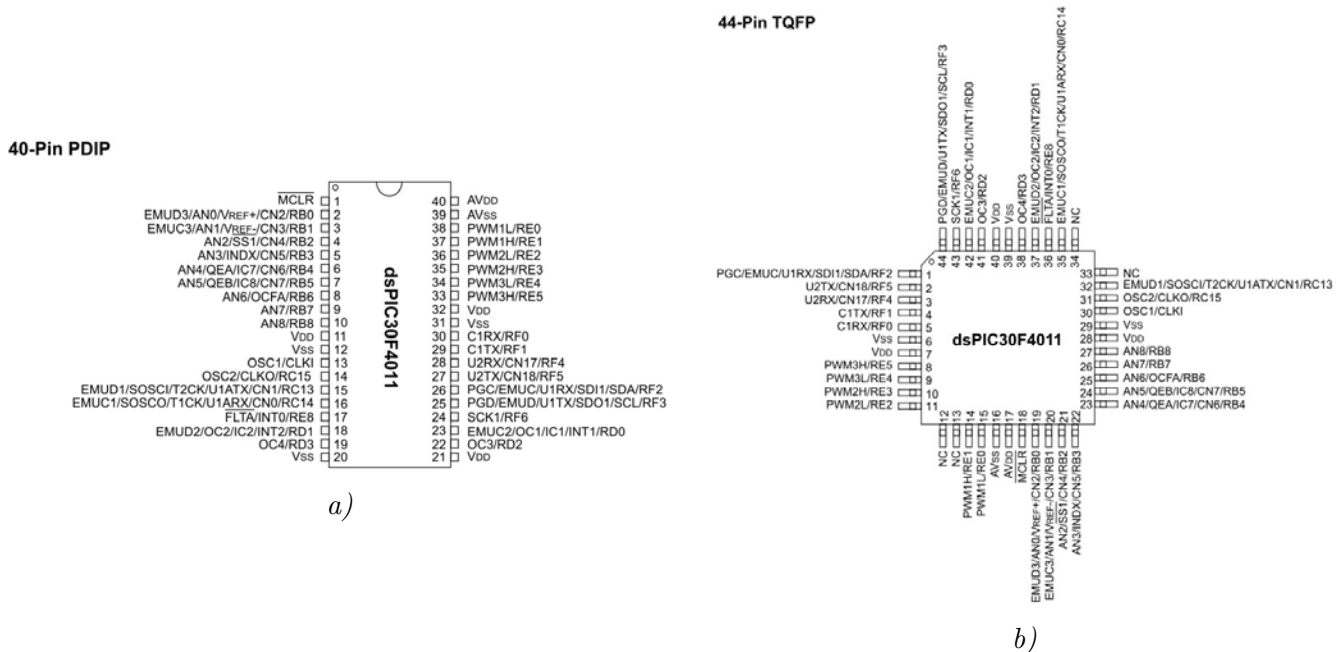 44-Pin TQFP
40-Pin PDIP
MCLR 1
EMUD3/AN0/VREF+/CN2/RB0 2
EMUC3/AN1/VREF-/CN3/RB1 3
AN2/SS1/CN4/RB2 4
AN3/INDX/CN5/RB3 5
AN4/QEA/IC7/CN6/RB4 6
AN5/QEB/IC8/CN7/RB5 7
AN6/OCFA/RB6 8
AN7/RB7 9
AN8/RB8 10
VDD 11
VSS 12
OSC1/CLKI 13
OSC2/CLKO/RC15 14
EMUD1/SOSCI/T2CK/U1ATX/CN1/RC13 15
EMUC1/SOSCO/T1CK/U1ARX/CN0/RC14 16
FLTA/INT0/RE8 17
EMUD2/OC2/IC2/INT2/RD1 18
OC4/RD3 19
VSS 20
dsPIC30F4011
40 AVDD
39 AVSS
38 PWM1L/RE0
37 PWM1H/RE1
36 PWM2L/RE2
35 PWM2H/RE3
34 PWM3L/RE4
33 PWM3H/RE5
32 VDD
31 VSS
30 C1RX/RF0
29 C1TX/RF1
28 U2RX/CN17/RF4
27 U2TX/CN18/RF5
26 PGC/EMUC/U1RX/SDI1/SDA/RF2
25 PGD/EMUD/U1TX/SDO1/SCL/RF3
24 SCK1/RF6
23 EMUC2/OC1/IC1/INT1/RD0
22 OC3/RD2
21 VDD
a)
PGD/EMUD/U1TX/SDO1/SCL/RF3 44
SCK1/RF6 43
EMUC2/OC1/IC1/INT1/RD0 42
OC3/RD2 41
VDD 40
VSS 39
OC4/RD3 38
EMUD2/OC2/IC2/INT2/RD1 37
FLTA/INT0/RE8 36
EMUC1/SOSCO/T1CK/U1ARX/CN0/RC14 35
NC 34
PGC/EMUC/U1RX/SDI1/SDA/RF2 1
U2TX/CN18/RF5 2
U2RX/CN17/RF4 3
C1TX/RF1 4
C1RX/RF0 5
VSS 6
VDD 7
PWM3H/RE5 8
PWM3L/RE4 9
PWM2H/RE3 10
PWM2L/RE2 11
dsPIC30F4011
33 NC
32 EMUD1/SOSCI/T2CK/U1ATX/CN1/RC13
31 OSC2/CLKO/RC15
30 OSC1/CLKI
29 VSS
28 VDD
27 AN8/RB8
26 AN7/RB7
25 AN6/OCFA/RB6
24 AN5/QEB/IC8/CN7/RB5
23 AN4/QEA/IC7/CN6/RB4
12 NC
13 NC
14 PWM1H/RE1
15 PWM1L/RE0
16 AVSS
17 AVDD
18 MCLR
19 EMUD3/AN0/VREF+/CN2/RB0
20 EMUC3/AN1/VREF-/CN3/RB1
21 AN2/SS1/CN4/RB2
22 AN3/INDX/CN5/RB3
b)